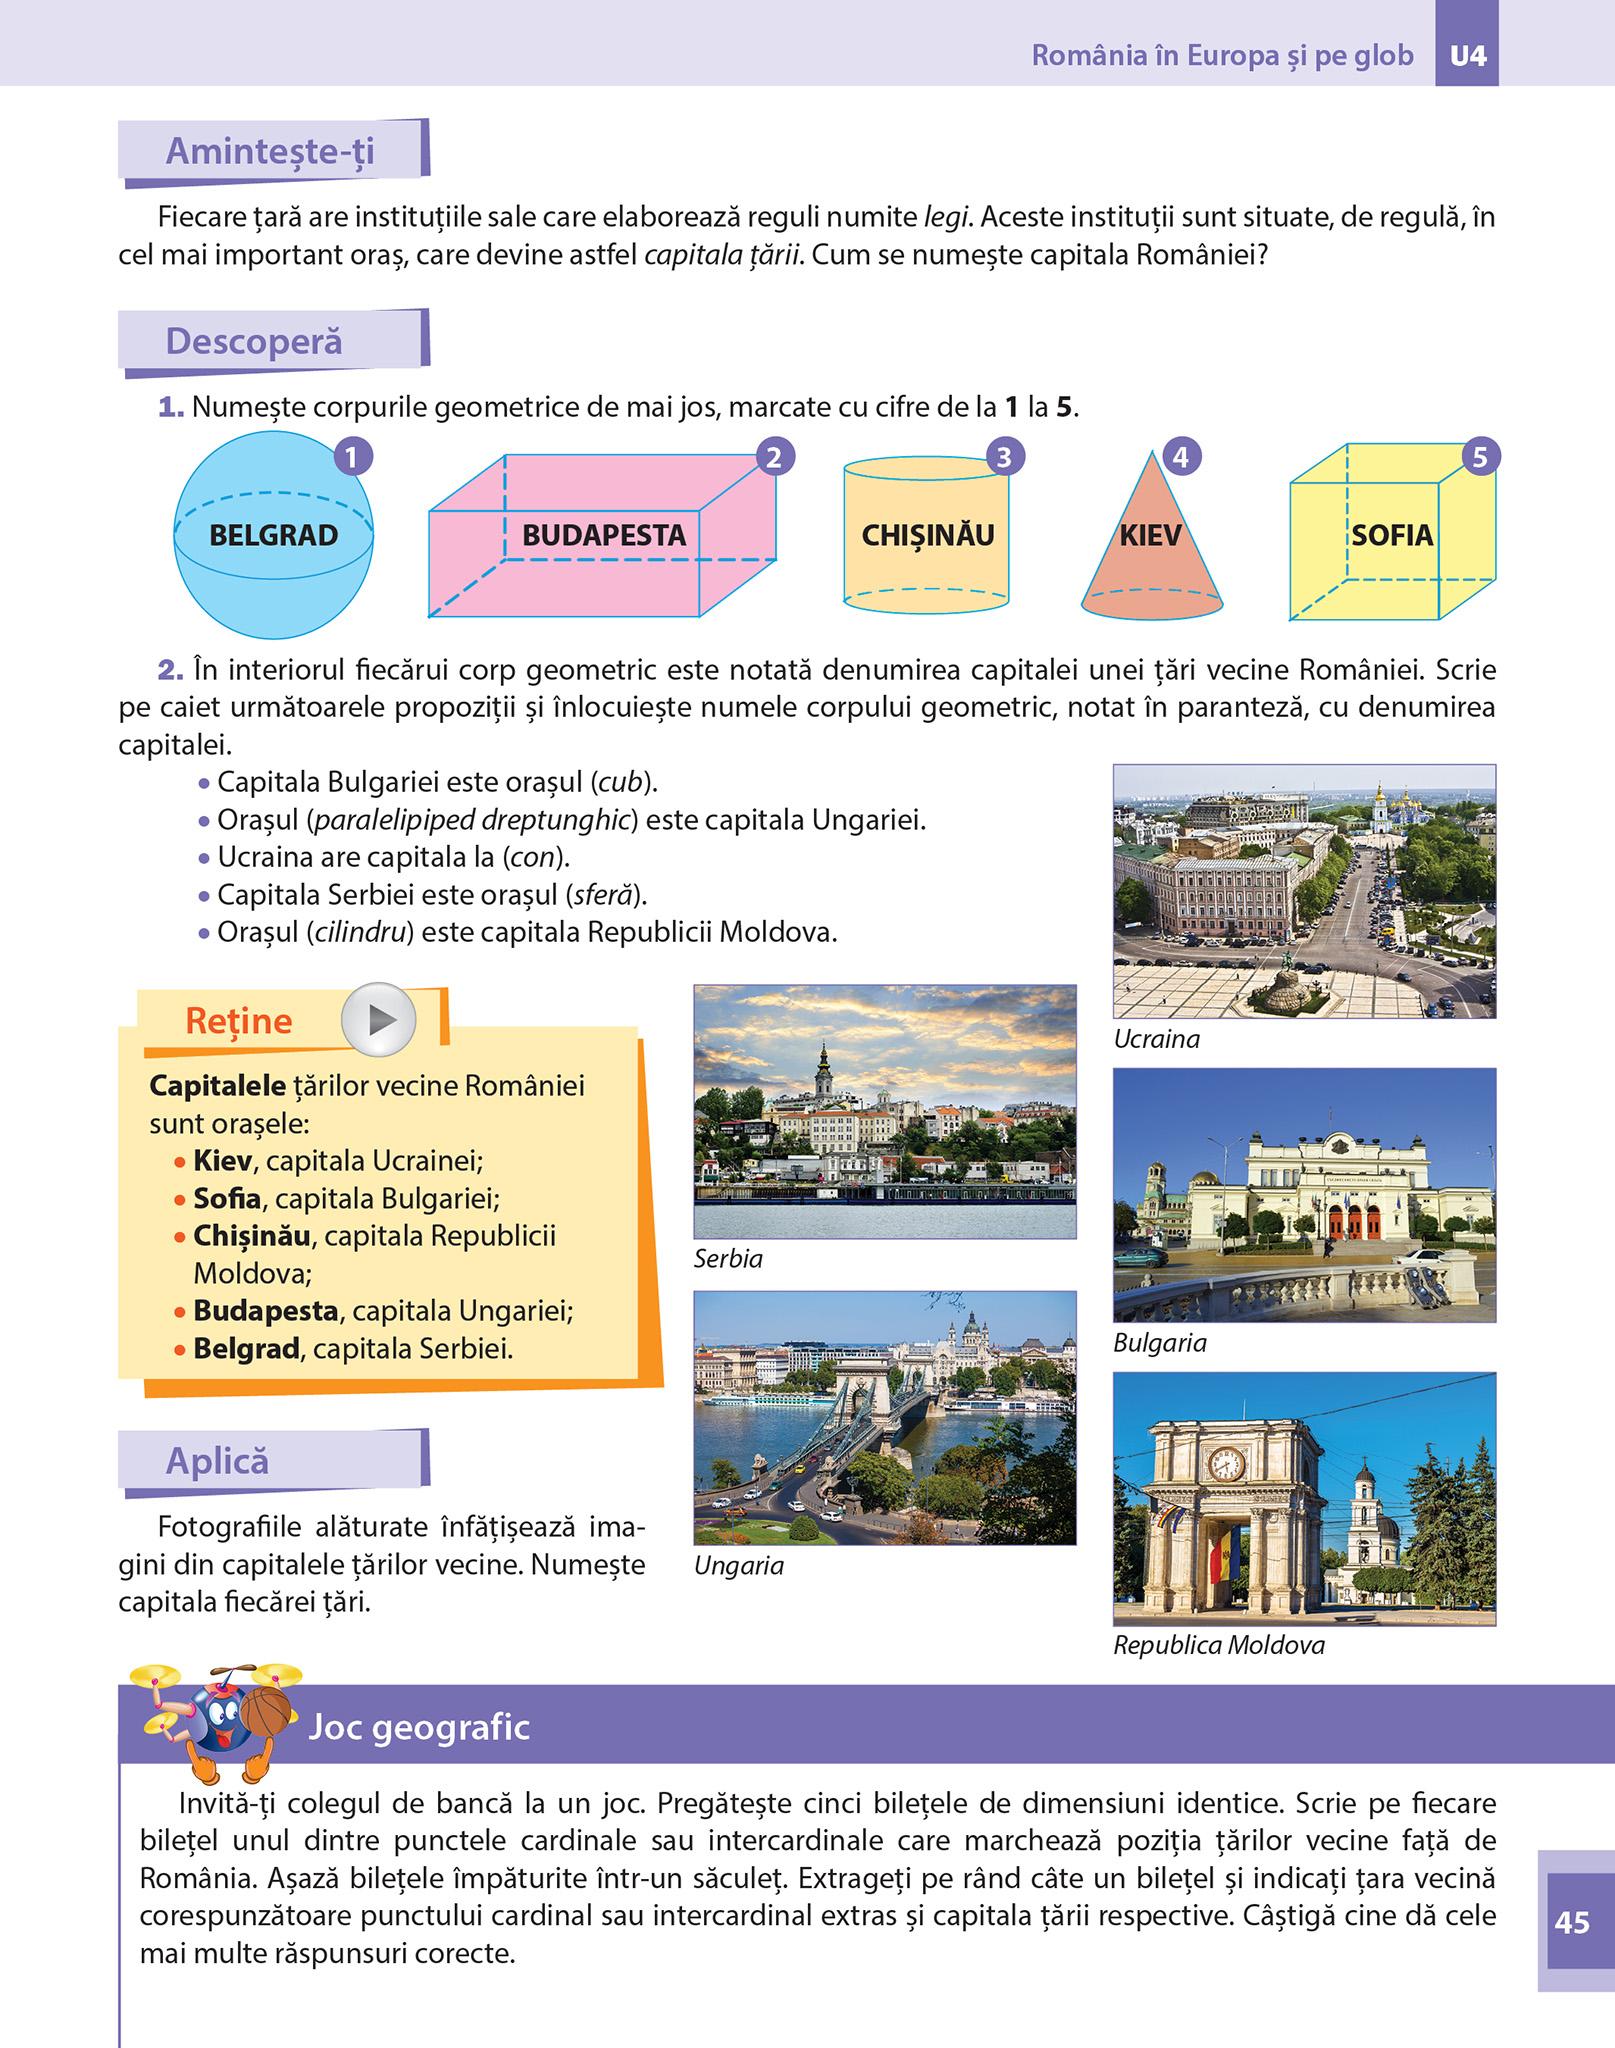 România în Europa și pe glob U4
Amintește-ți
Fiecare țară are instituțiile sale care elaborează reguli numite legi. Aceste instituții sunt situate, de regulă, în
cel mai important oraș, care devine astfel capitala țării. Cum se numește capitala României?
Descoperă
1. Numește corpurile geometrice de mai jos, marcate cu cifre de la 1 la 5.
1 2 3 4 5
BELGRAD BUDAPESTA CHIȘINĂU KIEV SOFIA
2. În interiorul fiecărui corp geometric este notată denumirea capitalei unei țări vecine României. Scrie
pe caiet următoarele propoziții și înlocuiește numele corpului geometric, notat în paranteză, cu denumirea
capitalei.
• Capitala Bulgariei este orașul (cub).
• Orașul (paralelipiped dreptunghic) este capitala Ungariei.
• Ucraina are capitala la (con).
• Capitala Serbiei este orașul (sferă).
• Orașul (cilindru) este capitala Republicii Moldova.
Reține
Capitalele țărilor vecine României
sunt orașele:
• Kiev, capitala Ucrainei;
• Sofia, capitala Bulgariei;
• Chișinău, capitala Republicii
Moldova;
• Budapesta, capitala Ungariei;
• Belgrad, capitala Serbiei.
Ucraina
Serbia
Bulgaria
Ungaria
Republica Moldova
Aplică
Fotografiile alăturate înfățișează ima-
gini din capitalele țărilor vecine. Numește
capitala fiecărei țări.
Joc geografic
Invită-ți colegul de bancă la un joc. Pregătește cinci bilețele de dimensiuni identice. Scrie pe fiecare
bilețel unul dintre punctele cardinale sau intercardinale care marchează poziția țărilor vecine față de
România. Așază bilețele împăturite într-un săculeț. Extrageți pe rând câte un bilețel și indicați țara vecină
corespunzătoare punctului cardinal sau intercardinal extras și capitala țării respective. Câștigă cine dă cele
mai multe răspunsuri corecte.
45